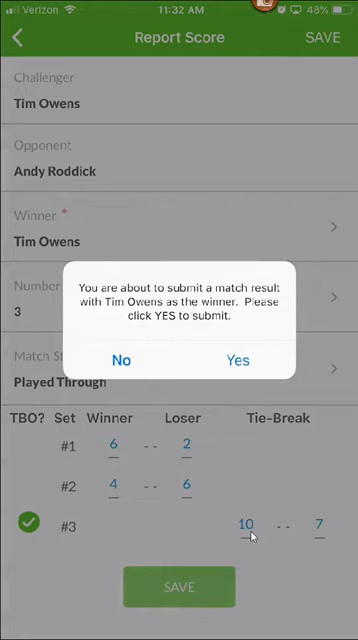 Verizon 11:32 AM 48%
Report Score SAVE
Challenger
Tim Owens
Opponent
Andy Roddick
Winner *
Tim Owens
Number
3
You are about to submit a match result
with Tim Owens as the winner. Please
click YES to submit.
No Yes
Match St
Played Through
TBO? Set Winner Loser Tie-Break
#1 6 -- 2
#2 4 -- 6
#3 10 -- 7
SAVE